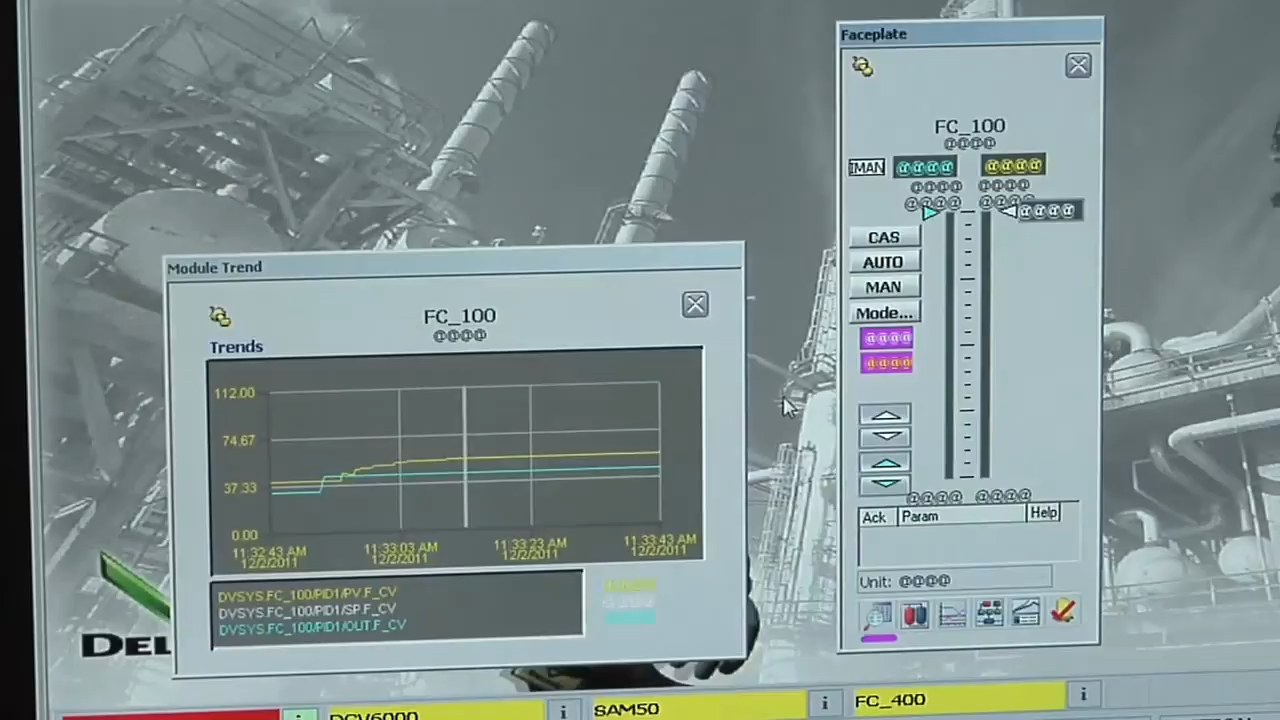 Faceplate
FC_100
@@@@
IMAN @@@@ @@@@
@@@@ @@@@
@@@@ @@@@
@@@@
CAS
AUTO
MAN
Mode...
@@@@
@@@@
@@@@ @@@@
Ack Param Help
Unit: @@@@
Module Trend
FC_100
@@@@
Trends
112.00
74.67
37.33
0.00
11:32:43 AM 11:33:03 AM 11:33:23 AM 11:33:43 AM
12/2/2011 12/2/2011 12/2/2011 12/2/2011
DVSYS.FC_100/PID1/PV.F_CV
DVSYS.FC_100/PID1/SP.F_CV
DVSYS.FC_100/PID1/OUT.F_CV
DEL
DCV6000 i SAM50 i FC_400 i